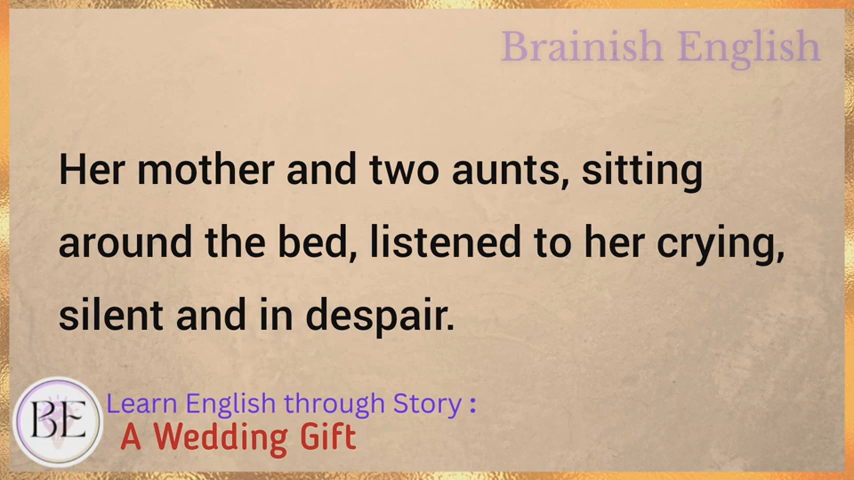 Brainish English
Her mother and two aunts, sitting
around the bed, listened to her crying,
silent and in despair.
BE
Learn English through Story :
A Wedding Gift